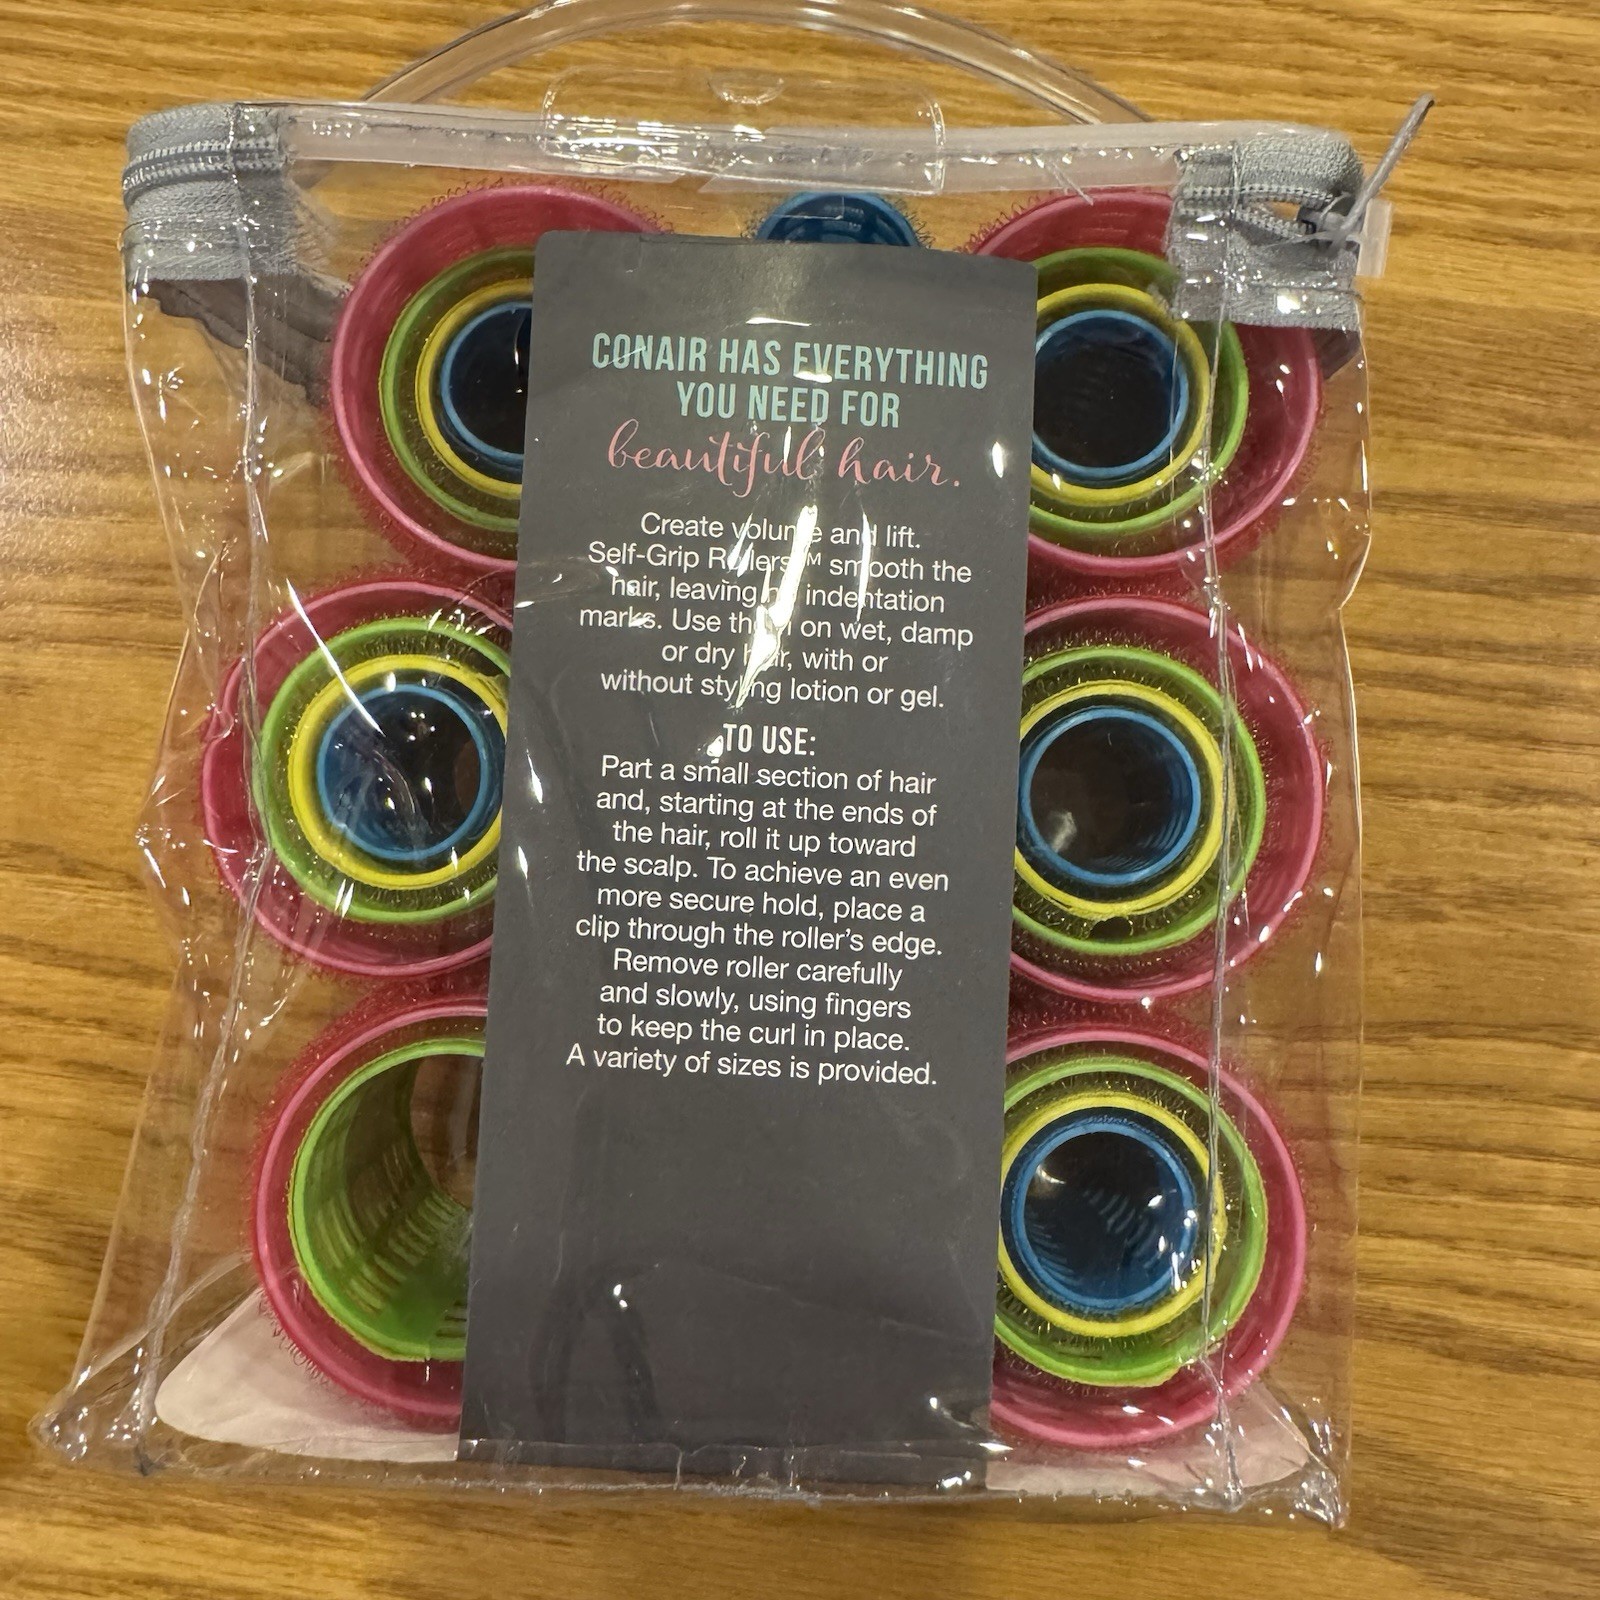 CONAIR HAS EVERYTHING
YOU NEED FOR
beautiful hair.
Create volume and lift.
Self-Grip Rollers™ smooth the
hair, leaving no indentation
marks. Use them on wet, damp
or dry hair, with or
without styling lotion or gel.
TO USE:
Part a small section of hair
and, starting at the ends of
the hair, roll it up toward
the scalp. To achieve an even
more secure hold, place a
clip through the roller's edge.
Remove roller carefully
and slowly, using fingers
to keep the curl in place.
A variety of sizes is provided.